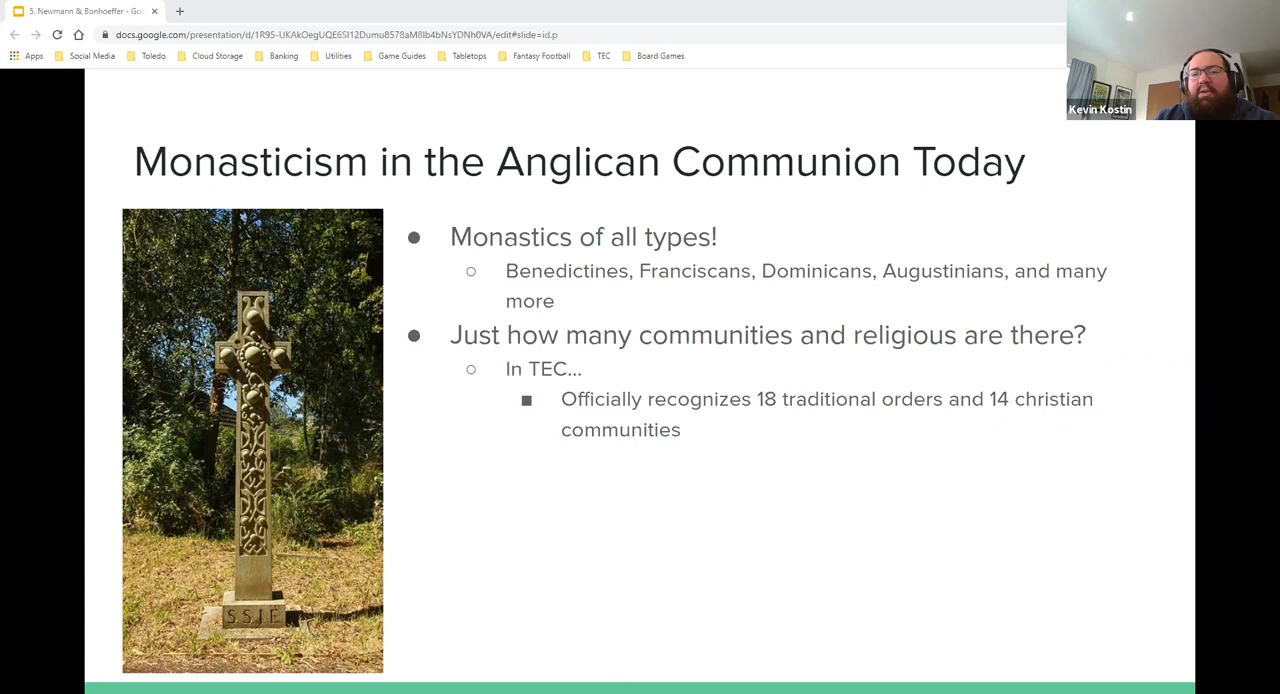 5. Newmann & Bonhoeffer - Goo
docs.google.com/presentation/d/1R95-UKAkOegUQE6SI12Dumu8578aM8Ib4bNsYDNh0VA/edit#slide=id.p
Apps Social Media Toledo Cloud Storage Banking Utilities Game Guides Tabletops Fantasy Football TEC Board Games
Kevin Kostin
Monasticism in the Anglican Communion Today
● Monastics of all types!
○ Benedictines, Franciscans, Dominicans, Augustinians, and many
more
● Just how many communities and religious are there?
○ In TEC...
■ Officially recognizes 18 traditional orders and 14 christian
communities
SSJE